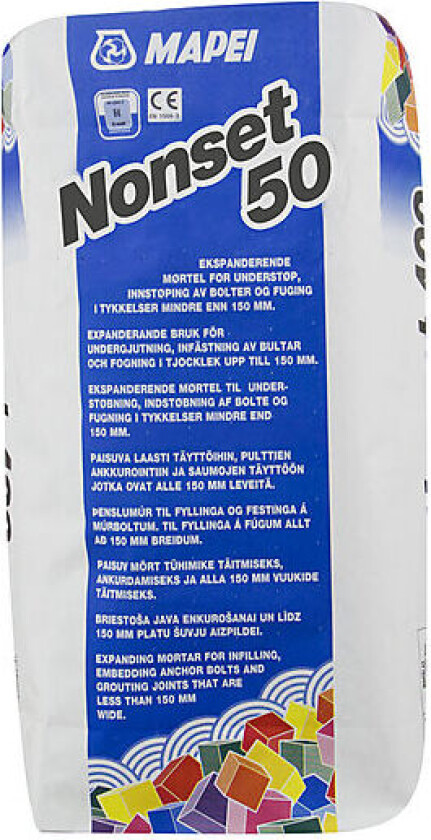 MAPEI
CE
Nonset
50
EKSPANDERENDE
MØRTEL FOR UNDERSTØP,
INNSTØPING AV BOLTER OG FUGING
I TYKKELSER MINDRE ENN 150 MM.
EXPANDERANDE BRUK FÖR
UNDERGJUTNING, INFÄSTNING AV BULTAR
OCH FOGNING I TJOCKLEK UPP TILL 150 MM.
EKSPANDERENDE MØRTEL TIL UNDER-
STØBNING, INDSTØBNING AF BOLTE OG
FUGNING I TYKKELSER MINDRE END
150 MM.
PAISUVA LAASTI TÄYTTÖIHIN, PULTTIEN
ANKKUROINTIIN JA SAUMOJEN TÄYTTÖÖN
JOTKA OVAT ALLE 150 MM LEVEITÄ.
ÞENSLUMÚR TIL FYLLINGA OG FESTINGA Á
MÚRBOLTUM. TIL FYLLINGA Á FÚGUM ALLT
AÐ 150 MM BREIDUM.
PAISUV MÖRT TÜHIMIKE TÄITMISEKS,
ANKURDAMISEKS JA ALLA 150 MM VUUKIDE
TÄITMISEKS.
BRIESTOŠA JAVA ENKUROŠANAI UN LĪDZ
150 MM PLATU ŠUVJU AIZPILDEI.
EXPANDING MORTAR FOR INFILLING,
EMBEDDING ANCHOR BOLTS AND
GROUTING JOINTS THAT ARE
LESS THAN 150 MM
WIDE.